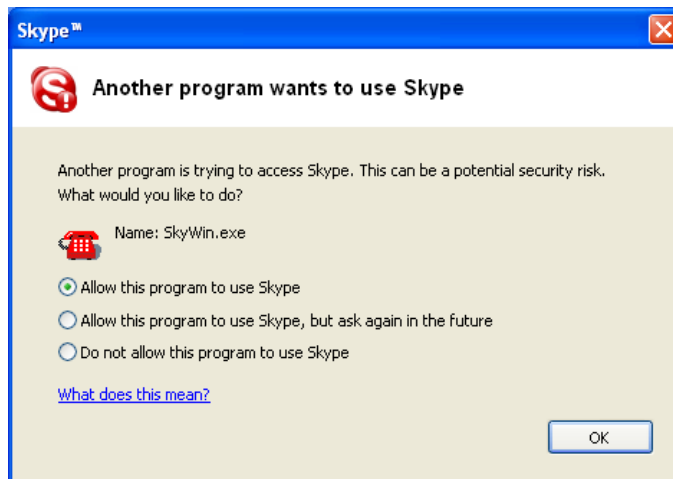 Skype™
Another program wants to use Skype
Another program is trying to access Skype. This can be a potential security risk.
What would you like to do?
Name: SkyWin.exe
Allow this program to use Skype
Allow this program to use Skype, but ask again in the future
Do not allow this program to use Skype
What does this mean?
OK